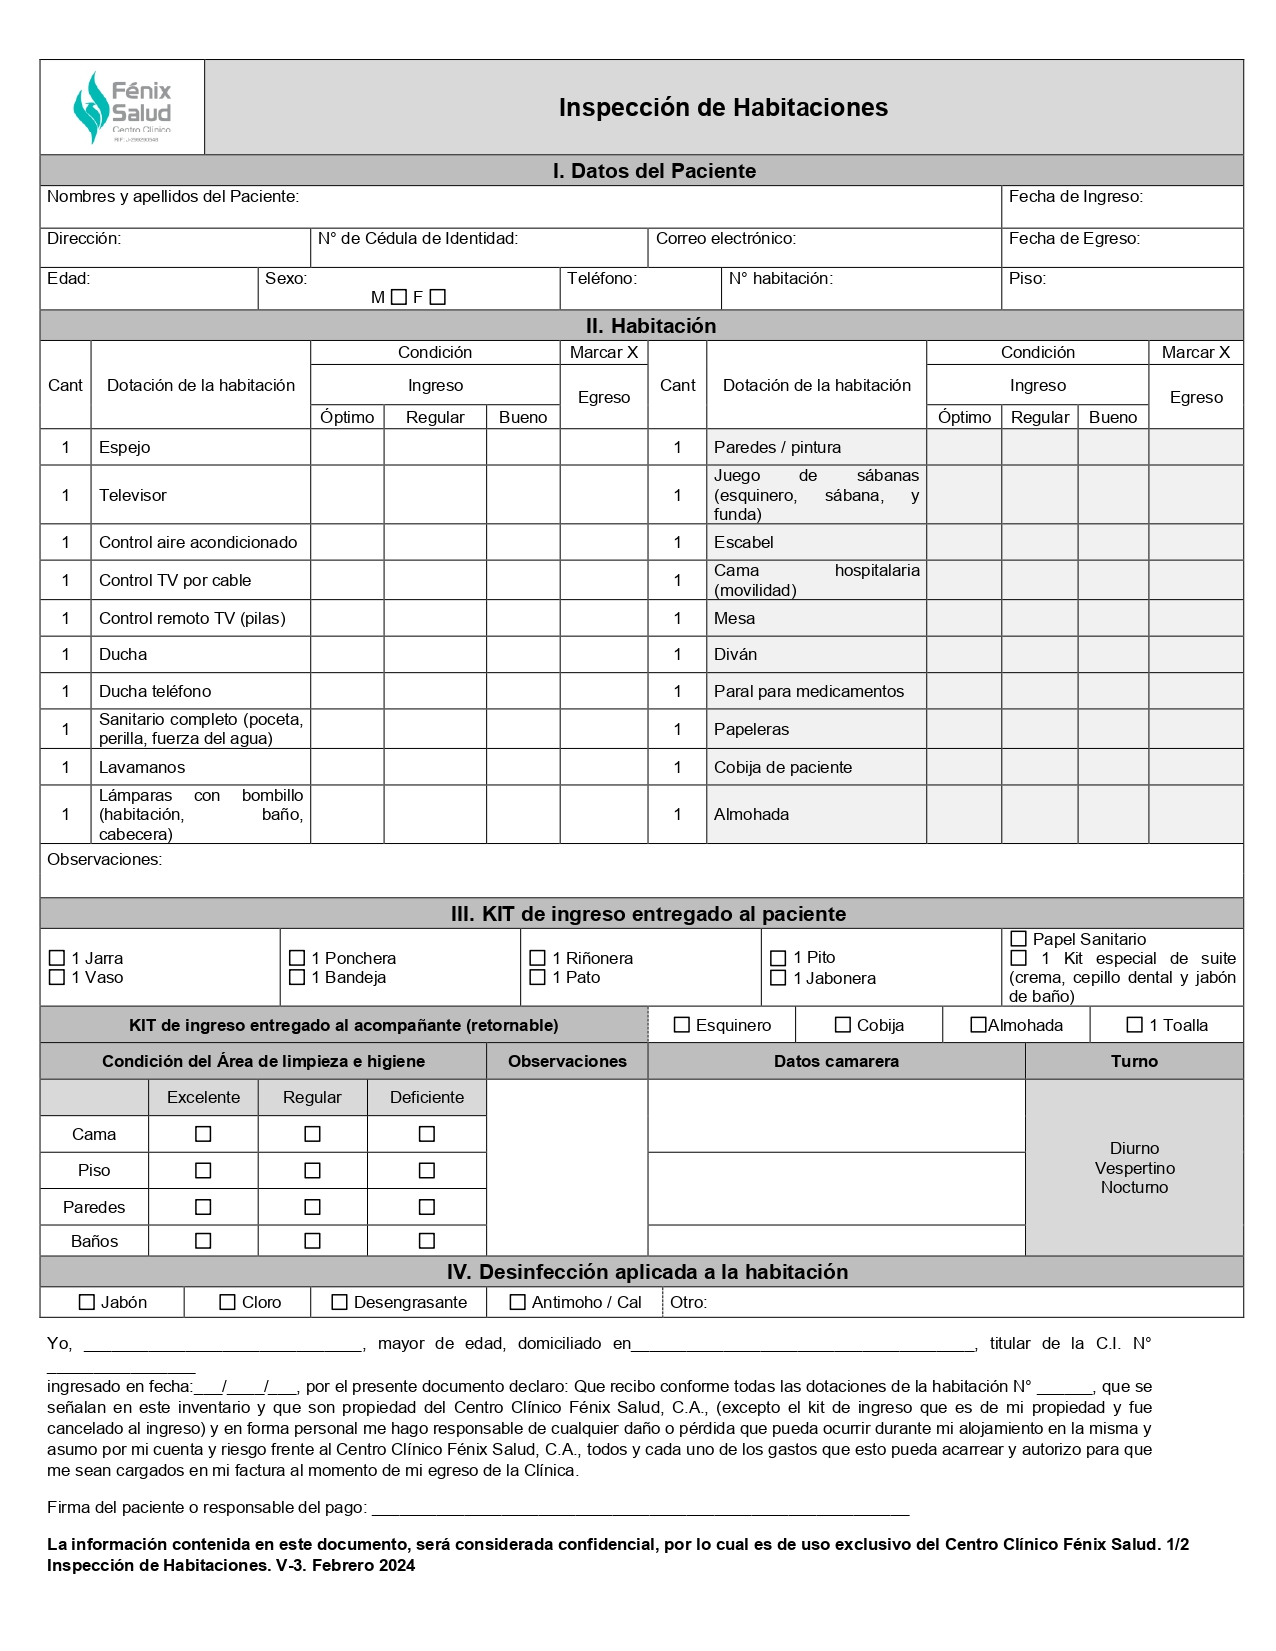 Fénix
Salud
Centro Clínico
Inspección de Habitaciones
I. Datos del Paciente
Nombres y apellidos del Paciente:
Fecha de Ingreso:
Dirección:
N° de Cédula de Identidad:
Correo electrónico:
Fecha de Egreso:
Edad:
Sexo:
M ☐ F ☐
Teléfono:
N° habitación:
Piso:
II. Habitación
Cant
Dotación de la habitación
Condición
Marcar X
Ingreso
Egreso
Óptimo Regular Bueno
Cant
Dotación de la habitación
Condición
Marcar X
Ingreso
Egreso
Óptimo Regular Bueno
1 Espejo
1 Paredes / pintura
1 Televisor
1 Juego de sábanas
(esquinero, sábana, y
funda)
1 Control aire acondicionado
1 Escabel
1 Control TV por cable
1 Cama hospitalaria
(movilidad)
1 Control remoto TV (pilas)
1 Mesa
1 Ducha
1 Diván
1 Ducha teléfono
1 Paral para medicamentos
1 Sanitario completo (poceta,
perilla, fuerza del agua)
1 Papeleras
1 Lavamanos
1 Cobija de paciente
1 Lámparas con bombillo
(habitación, baño,
cabecera)
1 Almohada
Observaciones:
III. KIT de ingreso entregado al paciente
☐ 1 Jarra
☐ 1 Vaso
☐ 1 Ponchera
☐ 1 Bandeja
☐ 1 Riñonera
☐ 1 Pato
☐ 1 Pito
☐ 1 Jabonera
☐ Papel Sanitario
☐ 1 Kit especial de suite
(crema, cepillo dental y jabón
de baño)
KIT de ingreso entregado al acompañante (retornable)
☐ Esquinero
☐ Cobija
☐Almohada
☐ 1 Toalla
Condición del Área de limpieza e higiene
Observaciones
Datos camarera
Turno
Excelente Regular Deficiente
Cama ☐ ☐ ☐
Piso ☐ ☐ ☐
Paredes ☐ ☐ ☐
Baños ☐ ☐ ☐
Diurno
Vespertino
Nocturno
IV. Desinfección aplicada a la habitación
☐ Jabón
☐ Cloro
☐ Desengrasante
☐ Antimoho / Cal
Otro:
Yo, ______________________________, mayor de edad, domiciliado en_____________________________________, titular de la C.I. N°
________________
ingresado en fecha:___/____/___, por el presente documento declaro: Que recibo conforme todas las dotaciones de la habitación N° ______, que se
señalan en este inventario y que son propiedad del Centro Clínico Fénix Salud, C.A., (excepto el kit de ingreso que es de mi propiedad y fue
cancelado al ingreso) y en forma personal me hago responsable de cualquier daño o pérdida que pueda ocurrir durante mi alojamiento en la misma y
asumo por mi cuenta y riesgo frente al Centro Clínico Fénix Salud, C.A., todos y cada uno de los gastos que esto pueda acarrear y autorizo para que
me sean cargados en mi factura al momento de mi egreso de la Clínica.
Firma del paciente o responsable del pago: __________________________________________________________
La información contenida en este documento, será considerada confidencial, por lo cual es de uso exclusivo del Centro Clínico Fénix Salud. 1/2
Inspección de Habitaciones. V-3. Febrero 2024